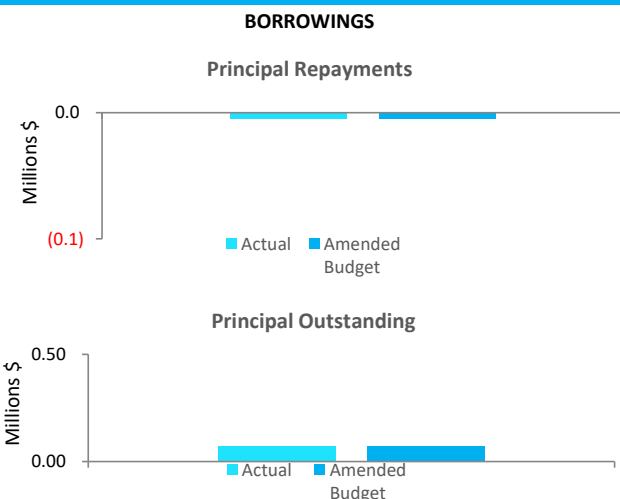 BORROWINGS
Principal Repayments
0.0
Millions $
(0.1)
Actual
Amended
Budget
Principal Outstanding
0.50
Millions $
0.00
Actual
Amended
Budget